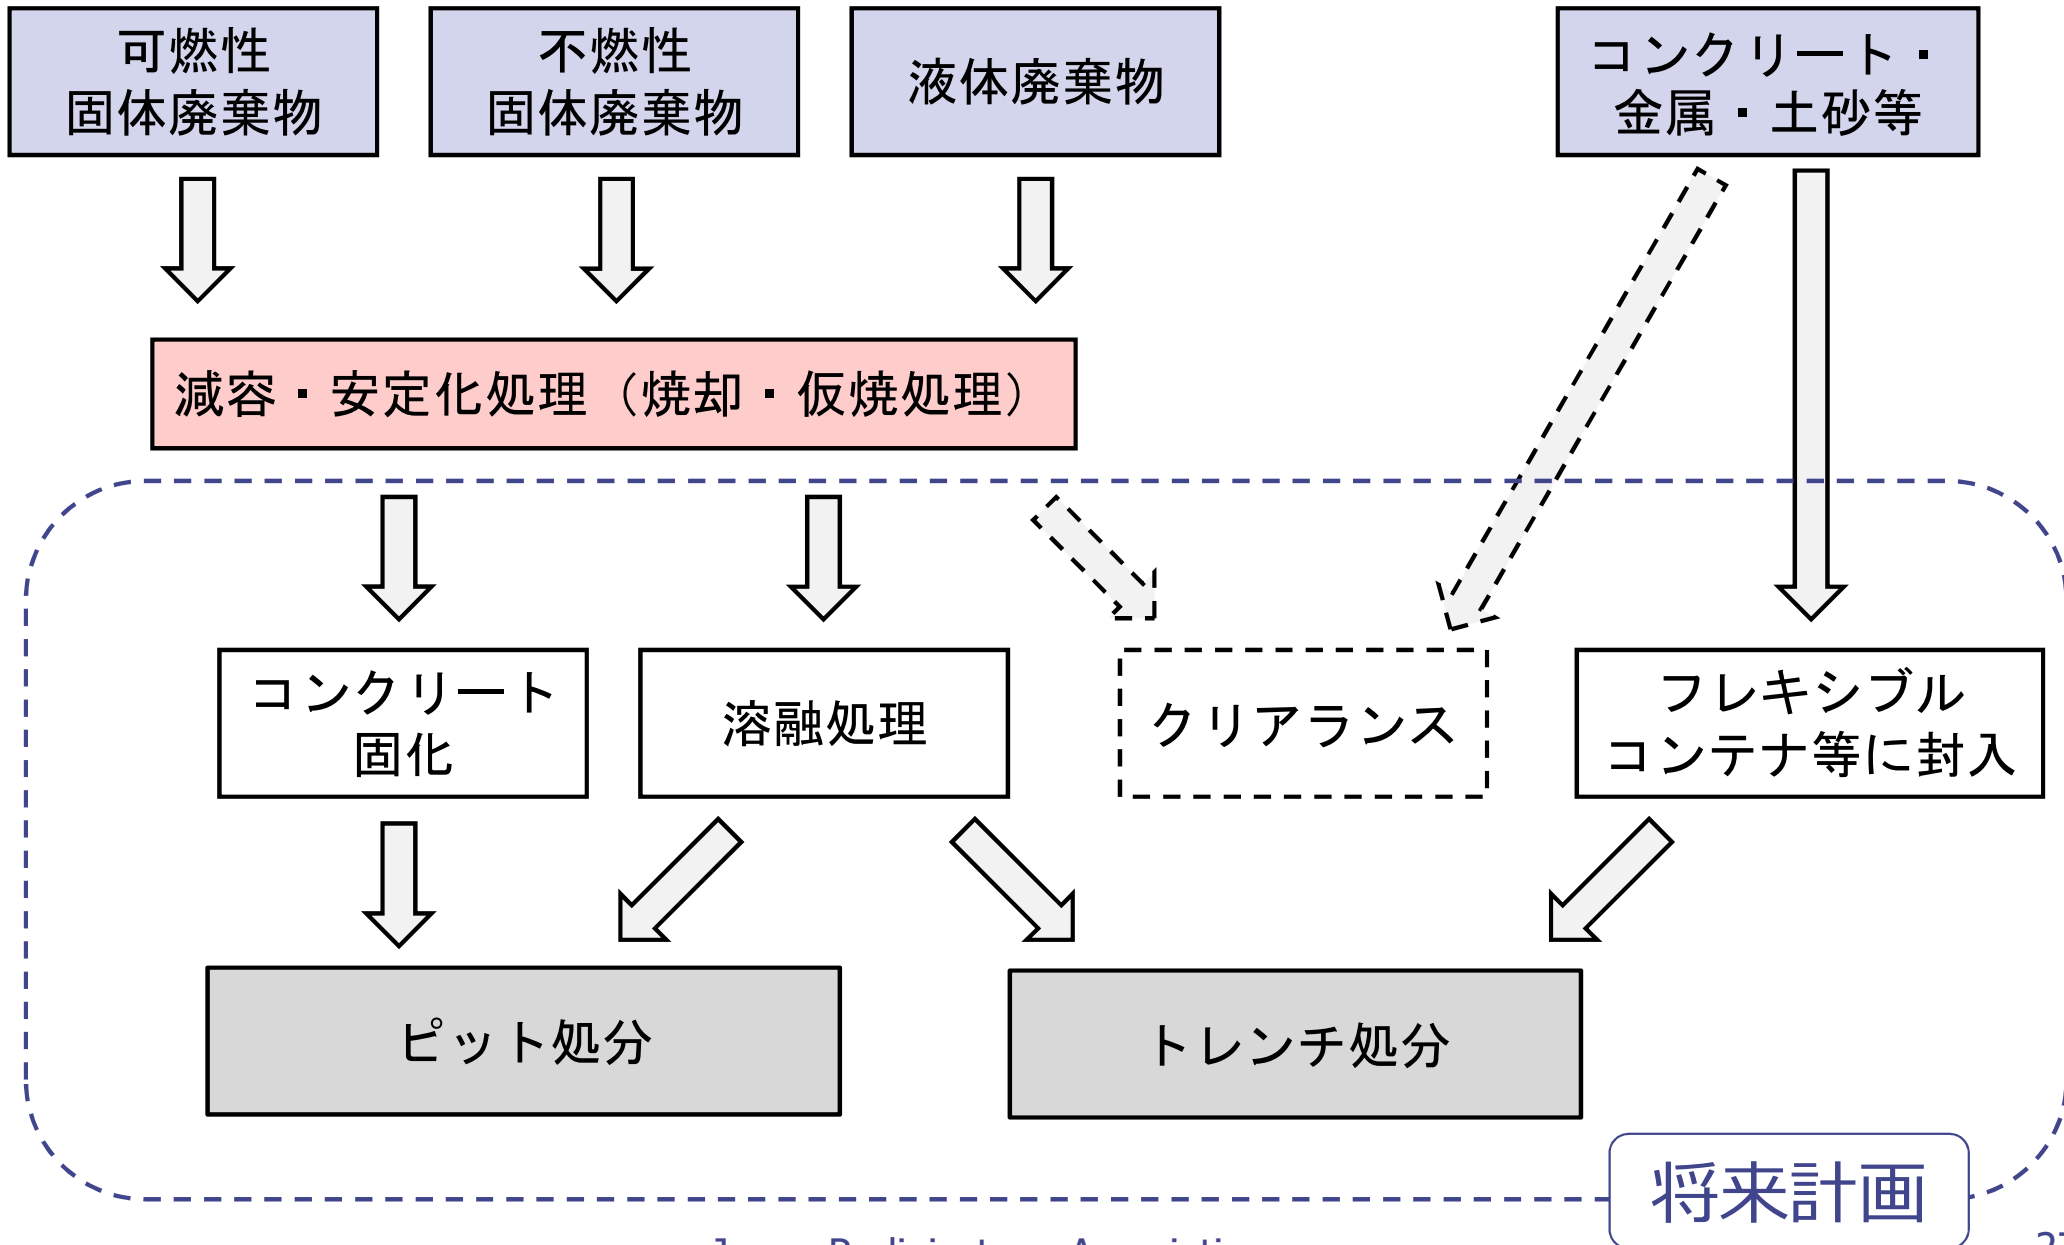 可燃性
固体廃棄物
不燃性
固体廃棄物
液体廃棄物
コンクリート・
金属・土砂等
減容・安定化処理（焼却・仮焼処理）
コンクリート
固化
溶融処理
クリアランス
フレキシブル
コンテナ等に封入
ピット処分
トレンチ処分
将来計画